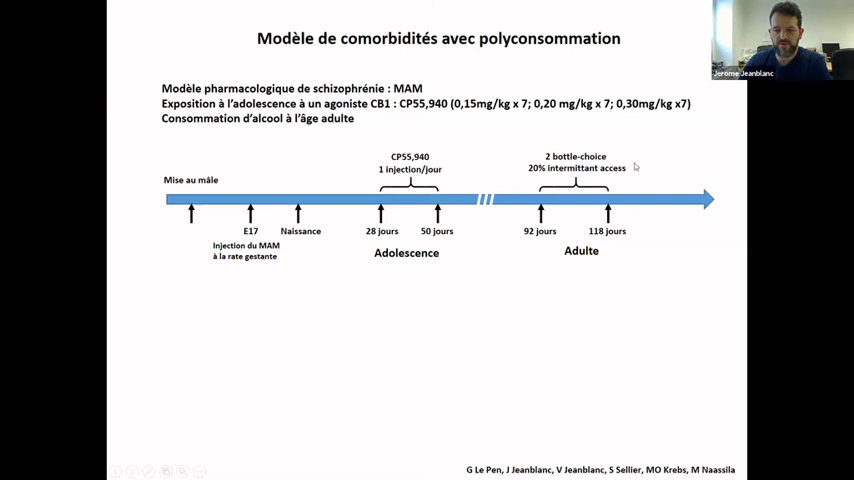 Modèle de comorbidités avec polyconsommation
Jerome Jeanblanc
Modèle pharmacologique de schizophrénie : MAM
Exposition à l'adolescence à un agoniste CB1 : CP55,940 (0,15mg/kg x 7; 0,20 mg/kg x 7; 0,30mg/kg x7)
Consommation d'alcool à l'âge adulte
CP55,940
1 injection/jour
2 bottle-choice
20% intermittant access
Mise au mâle
E17
Naissance
28 jours
50 jours
92 jours
118 jours
Injection du MAM
à la rate gestante
Adolescence
Adulte
G Le Pen, J Jeanblanc, V Jeanblanc, S Sellier, MO Krebs, M Naassila